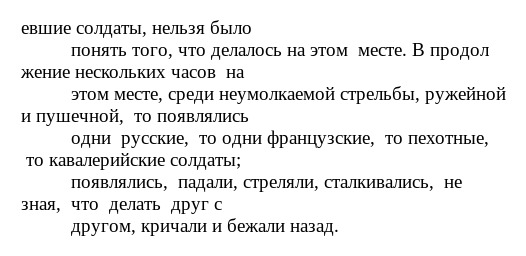 евшие солдаты, нельзя было
понять того, что делалось на этом месте. В продол
жение нескольких часов на
этом месте, среди неумолкаемой стрельбы, ружейной
и пушечной, то появлялись
одни русские, то одни французские, то пехотные,
то кавалерийские солдаты;
появлялись, падали, стреляли, сталкивались, не
зная, что делать друг с
другом, кричали и бежали назад.